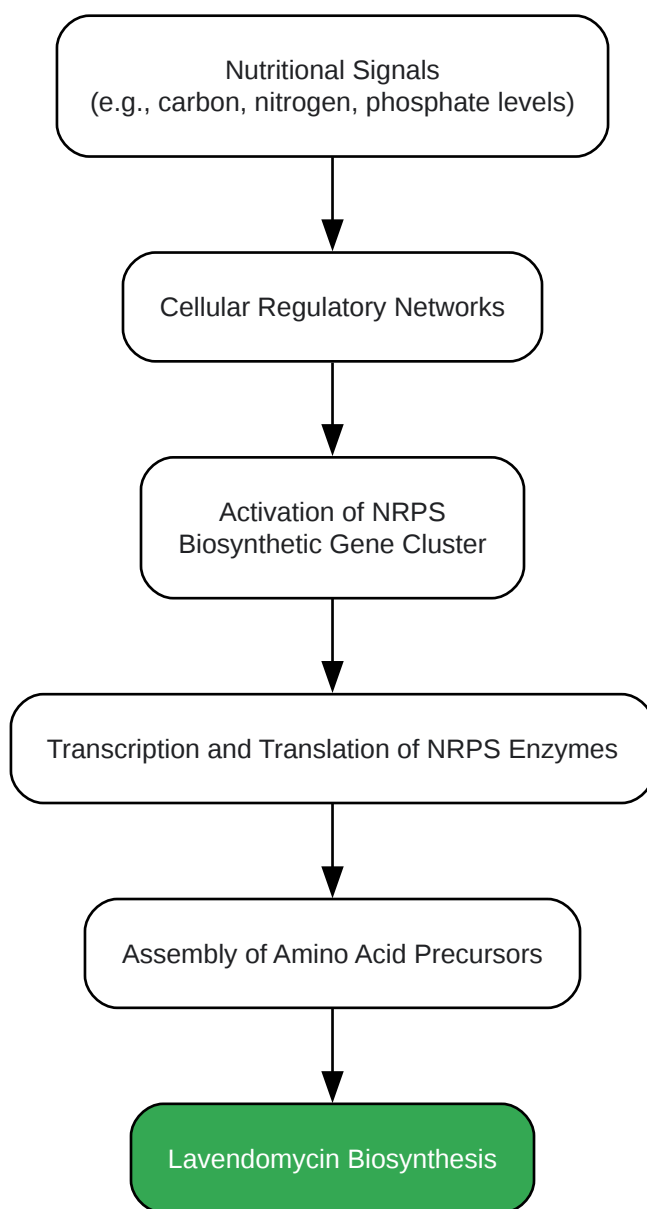 Nutritional Signals
(e.g., carbon, nitrogen, phosphate levels)
Cellular Regulatory Networks
Activation of NRPS
Biosynthetic Gene Cluster
Transcription and Translation of NRPS Enzymes
Assembly of Amino Acid Precursors
Lavendomycin Biosynthesis